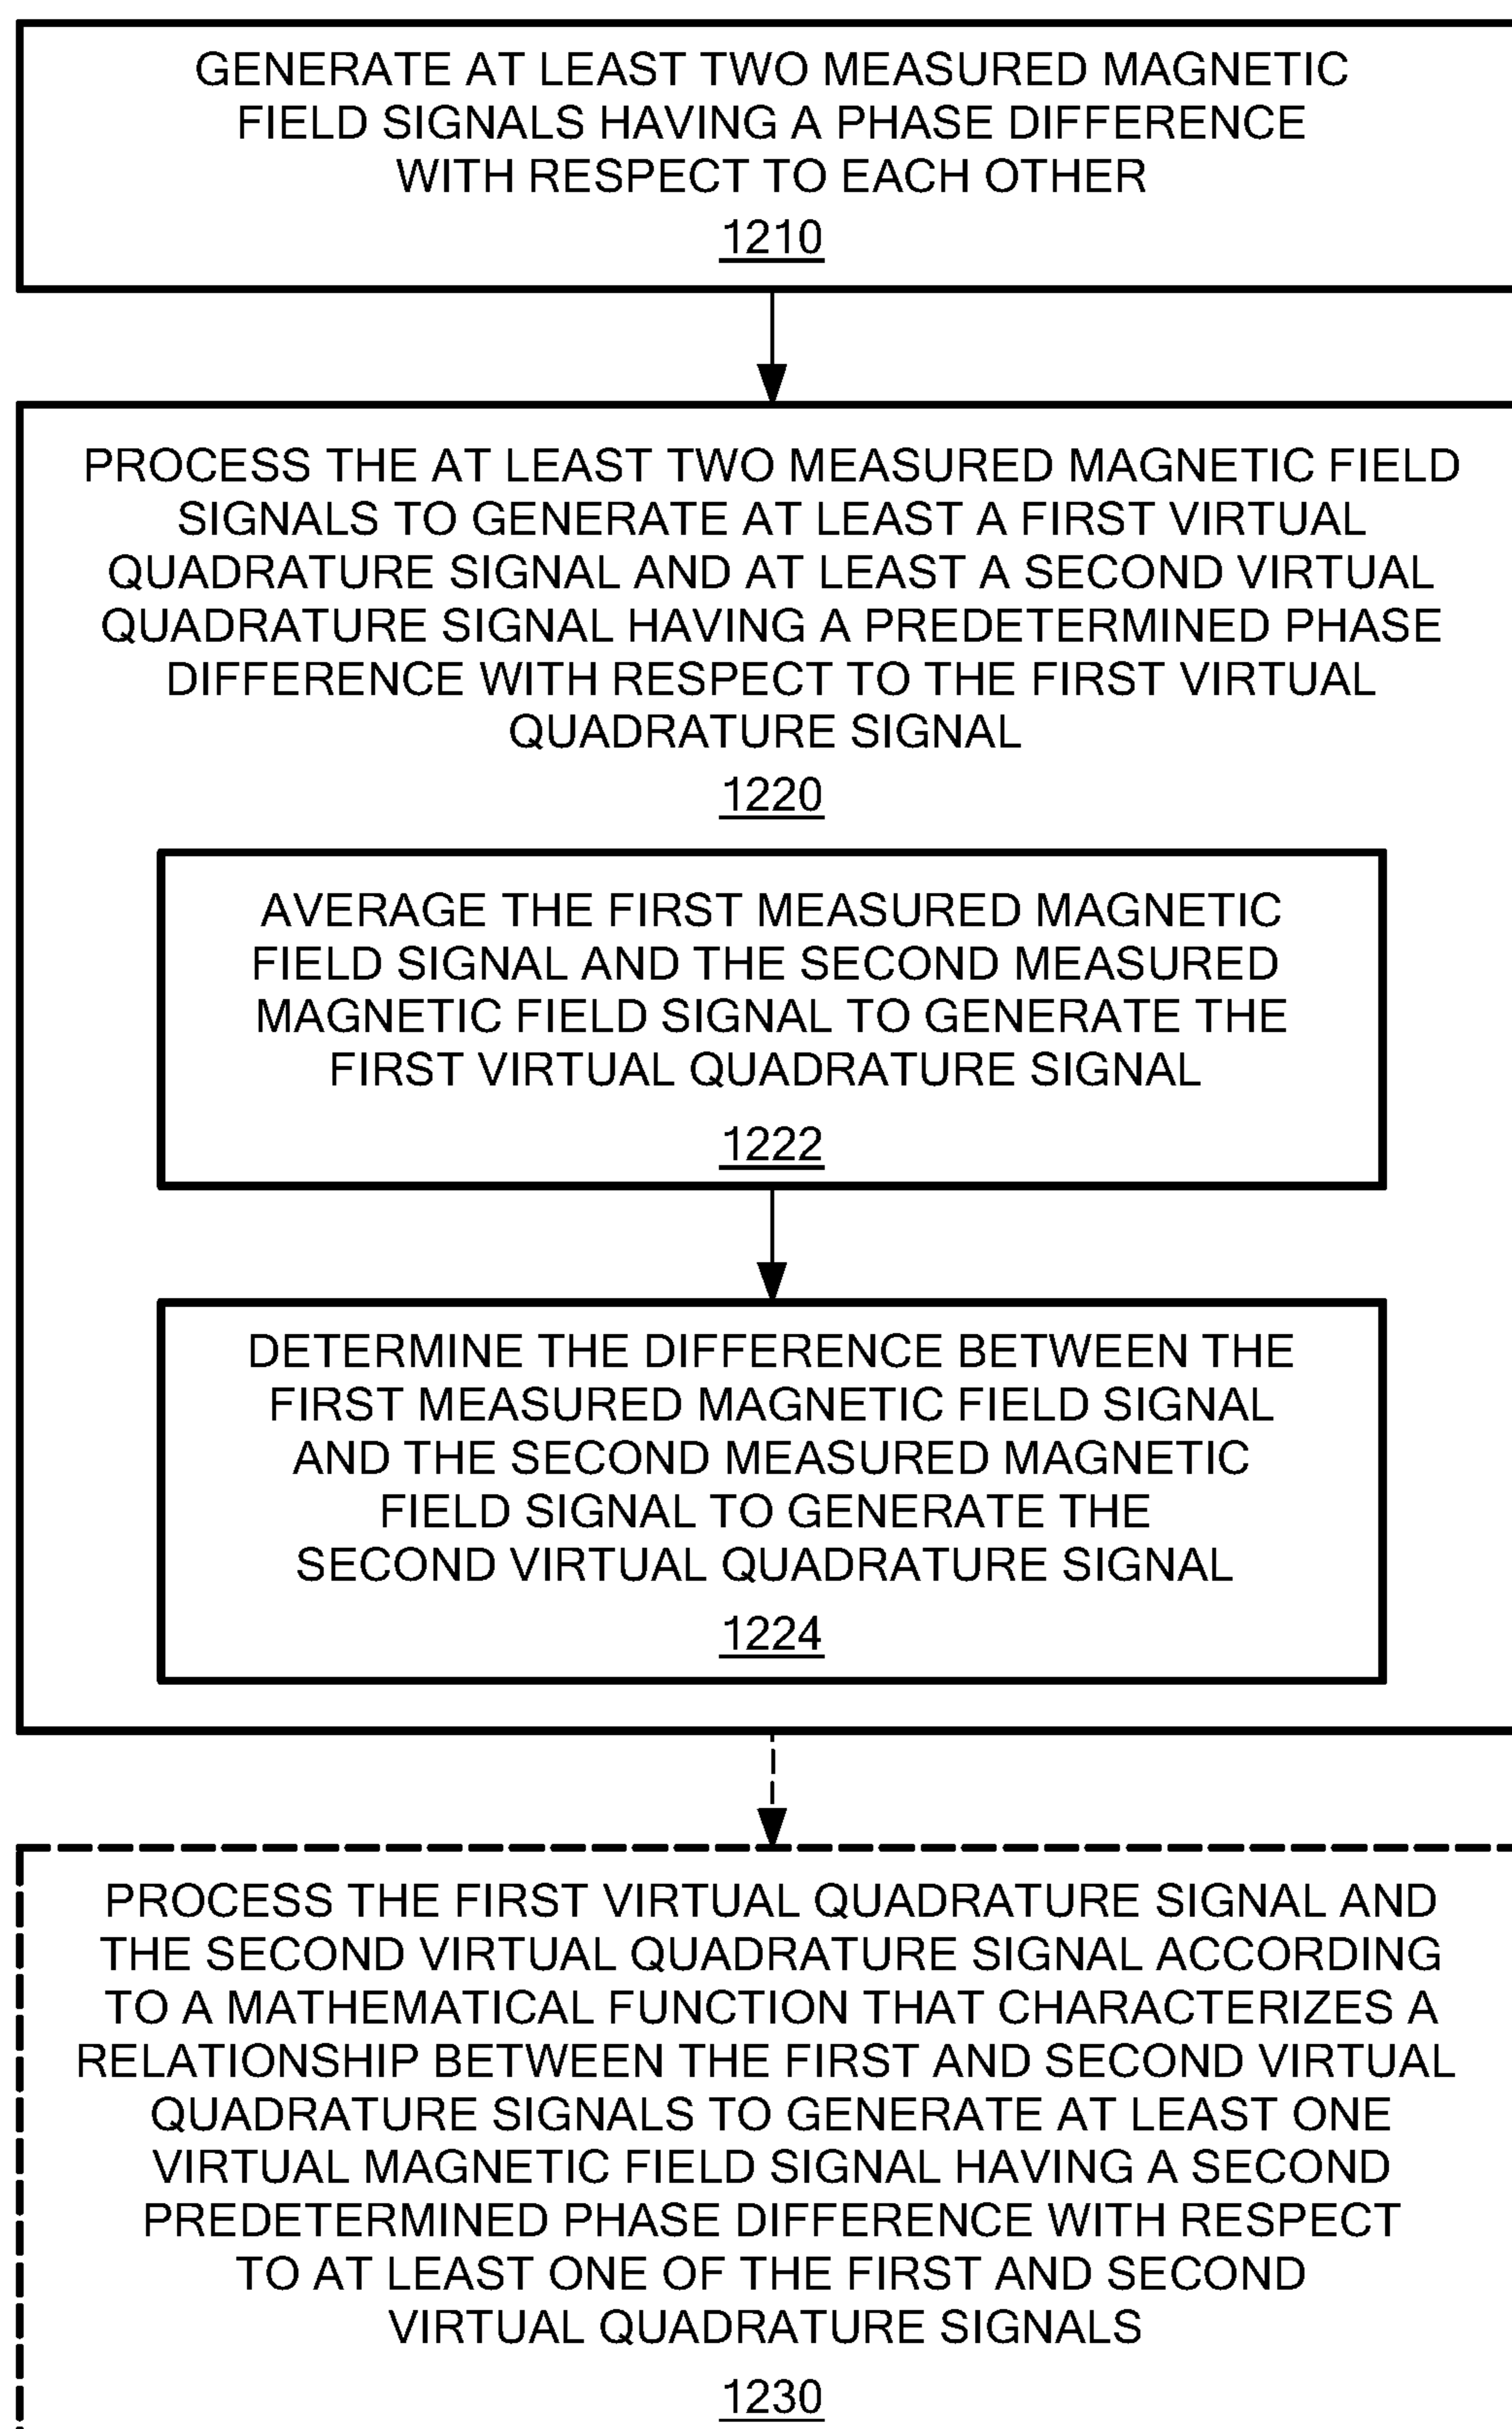 GENERATE AT LEAST TWO MEASURED MAGNETIC
FIELD SIGNALS HAVING A PHASE DIFFERENCE
WITH RESPECT TO EACH OTHER
1210
PROCESS THE AT LEAST TWO MEASURED MAGNETIC FIELD
SIGNALS TO GENERATE AT LEAST A FIRST VIRTUAL
QUADRATURE SIGNAL AND AT LEAST A SECOND VIRTUAL
QUADRATURE SIGNAL HAVING A PREDETERMINED PHASE
DIFFERENCE WITH RESPECT TO THE FIRST VIRTUAL
QUADRATURE SIGNAL
1220
AVERAGE THE FIRST MEASURED MAGNETIC
FIELD SIGNAL AND THE SECOND MEASURED
MAGNETIC FIELD SIGNAL TO GENERATE THE
FIRST VIRTUAL QUADRATURE SIGNAL
1222
DETERMINE THE DIFFERENCE BETWEEN THE
FIRST MEASURED MAGNETIC FIELD SIGNAL
AND THE SECOND MEASURED MAGNETIC
FIELD SIGNAL TO GENERATE THE
SECOND VIRTUAL QUADRATURE SIGNAL
1224
PROCESS THE FIRST VIRTUAL QUADRATURE SIGNAL AND
THE SECOND VIRTUAL QUADRATURE SIGNAL ACCORDING
TO A MATHEMATICAL FUNCTION THAT CHARACTERIZES A
RELATIONSHIP BETWEEN THE FIRST AND SECOND VIRTUAL
QUADRATURE SIGNALS TO GENERATE AT LEAST ONE
VIRTUAL MAGNETIC FIELD SIGNAL HAVING A SECOND
PREDETERMINED PHASE DIFFERENCE WITH RESPECT
TO AT LEAST ONE OF THE FIRST AND SECOND
VIRTUAL QUADRATURE SIGNALS
1230